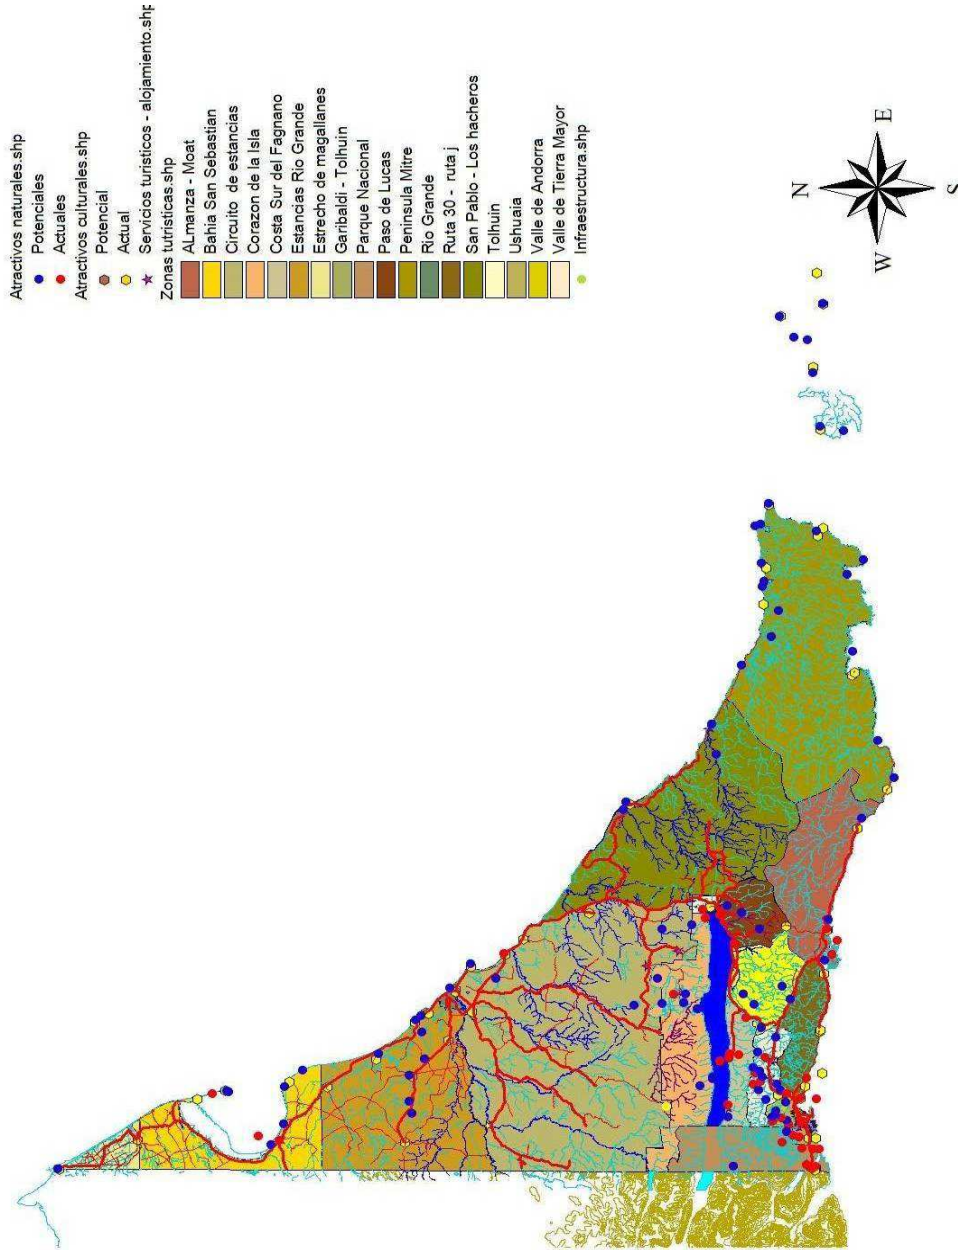 Atractivos naturales.shp
Potenciales
Actuales
Atractivos culturales.shp
Potencial
Actual
Servicios turisticos - alojamiento.shp
Zonas tutristicas.shp
ALmanza - Moat
Bahia San Sebastian
Circuito de estancias
Corazon de la Isla
Costa Sur del Fagnano
Estancias Rio Grande
Estrecho de magallanes
Garibaldi - Tolhuin
Parque Nacional
Paso de Lucas
Peninsula Mitre
Rio Grande
Ruta 30 - ruta j
San Pablo - Los hacheros
Tolhuin
Ushuaia
Valle de Andorra
Valle de Tierra Mayor
Infraestructura.shp
N
W
E
S